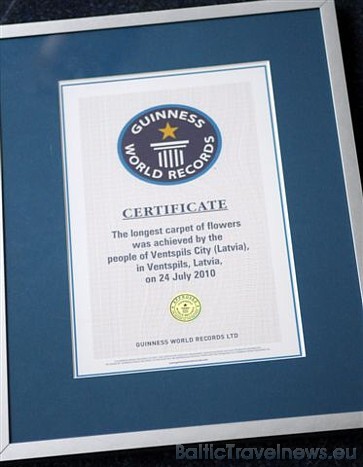 GUINNESS
WORLD RECORDS
CERTIFICATE
The longest carpet of flowers
was achieved by the
people of Ventspils City (Latvia),
in Ventspils, Latvia,
on 24 July 2010
GUINNESS WORLD RECORDS LTD
BalticTravelnews.eu